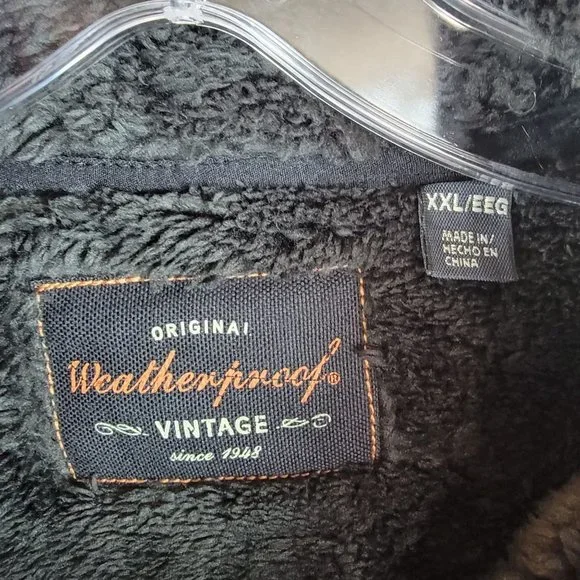 XXL/EEG
MADE IN/
HECHO EN
CHINA
ORIGINAL
Weatherproof®
VINTAGE
since 1948